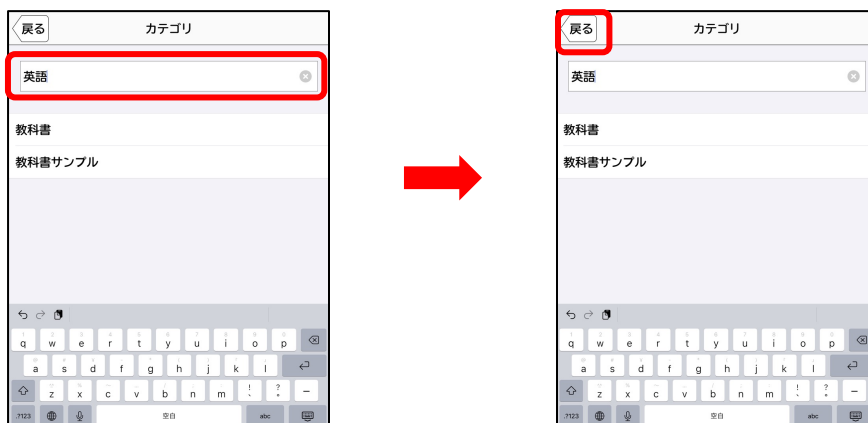 戻る カテゴリ
英語
教科書
教科書サンプル
q w e r t y u i o p
a s d f g h j k l
z x c v b n m ! 、 ? 。 –
.?123 空白 abc
戻る カテゴリ
英語
教科書
教科書サンプル
q w e r t y u i o p
a s d f g h j k l
z x c v b n m ! 、 ? 。 –
.?123 空白 abc